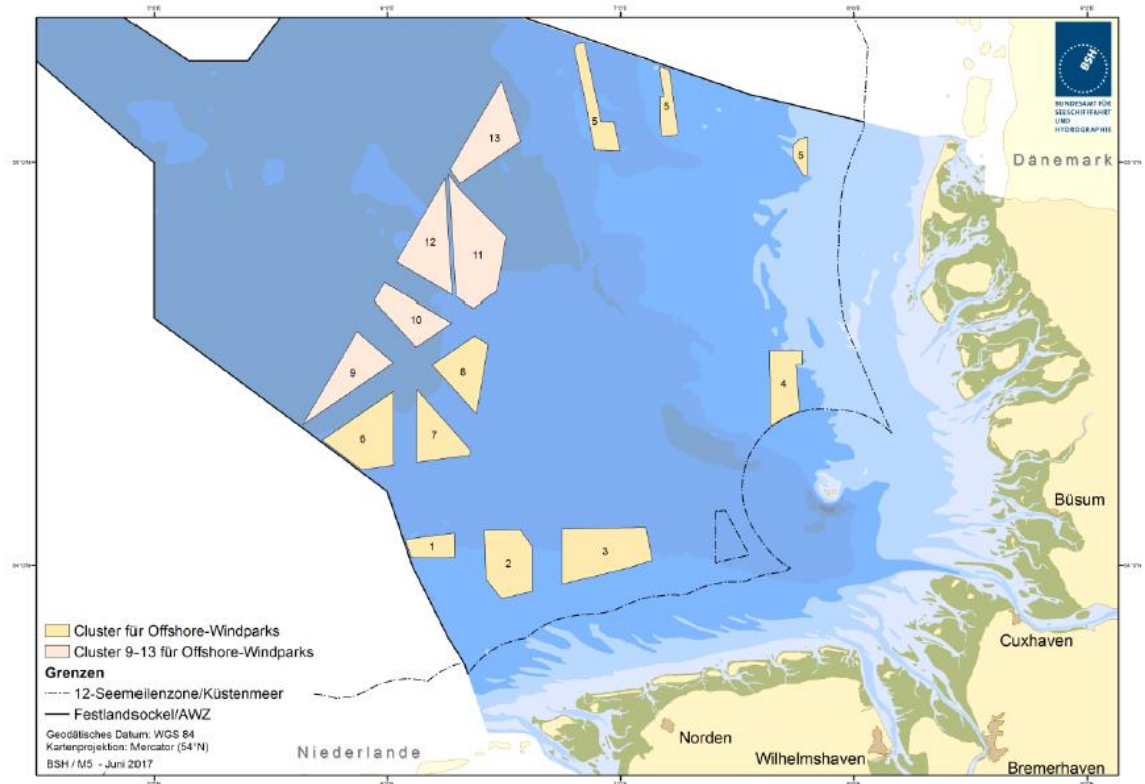 BSH
BUNDESAMT FÜR
SEESCHIFFFAHRT
UND
HYDROGRAPHIE
Dänemark
5
5
5
13
12
11
10
9
8
4
6
7
Büsum
1
2
3
Cuxhaven
Norden
Wilhelmshaven
Bremerhaven
Niederlande
Cluster für Offshore-Windparks
Cluster 9-13 für Offshore-Windparks
Grenzen
12-Seemeilenzone/Küstenmeer
Festlandsockel/AWZ
Geodätisches Datum: WGS 84
Kartenprojektion: Mercator (54°N)
BSH / M5 - Juni 2017